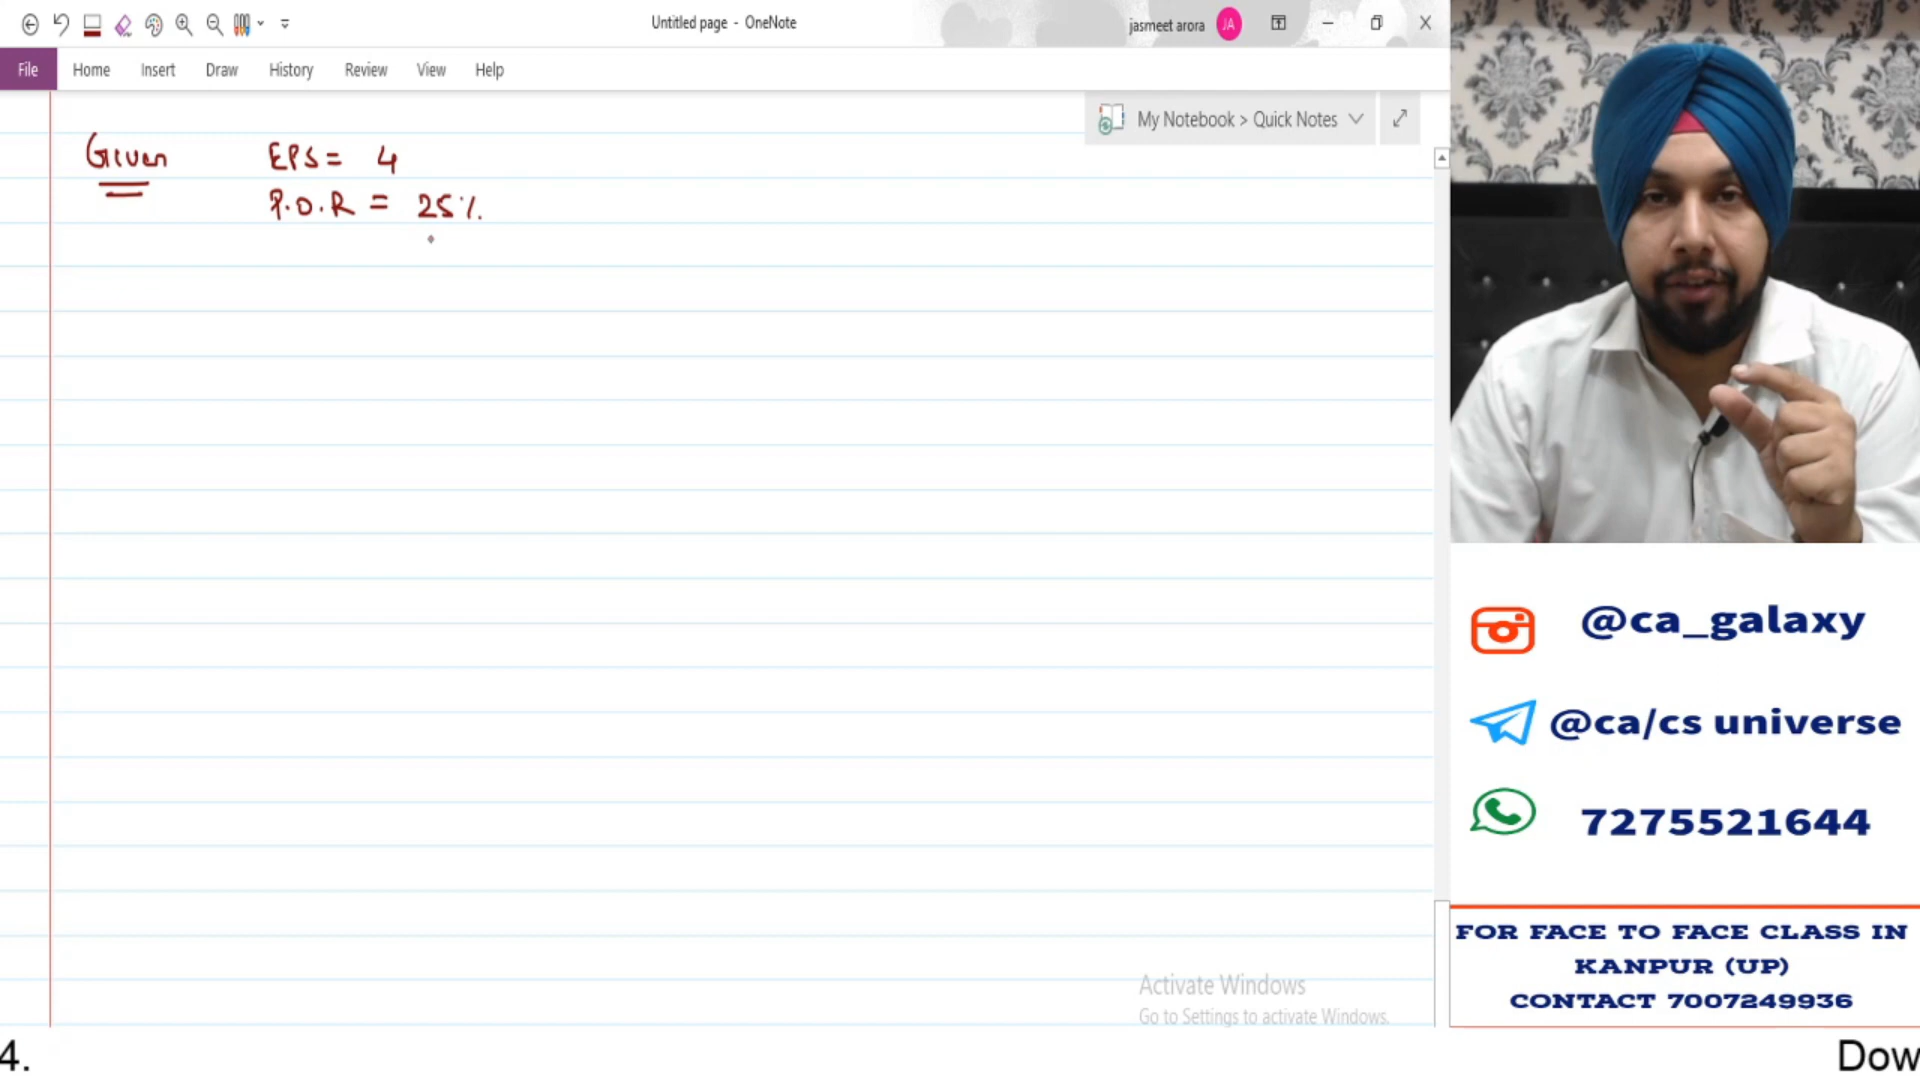 Untitled page - OneNote
jasmeet arora
JA
File Home Insert Draw History Review View Help
My Notebook > Quick Notes
Given EPS = 4
P.O.R = 25%
@ca_galaxy
@ca/cs universe
7275521644
FOR FACE TO FACE CLASS IN
KANPUR (UP)
CONTACT 7007249936
Activate Windows
Go to Settings to activate Windows.
4.
Dow